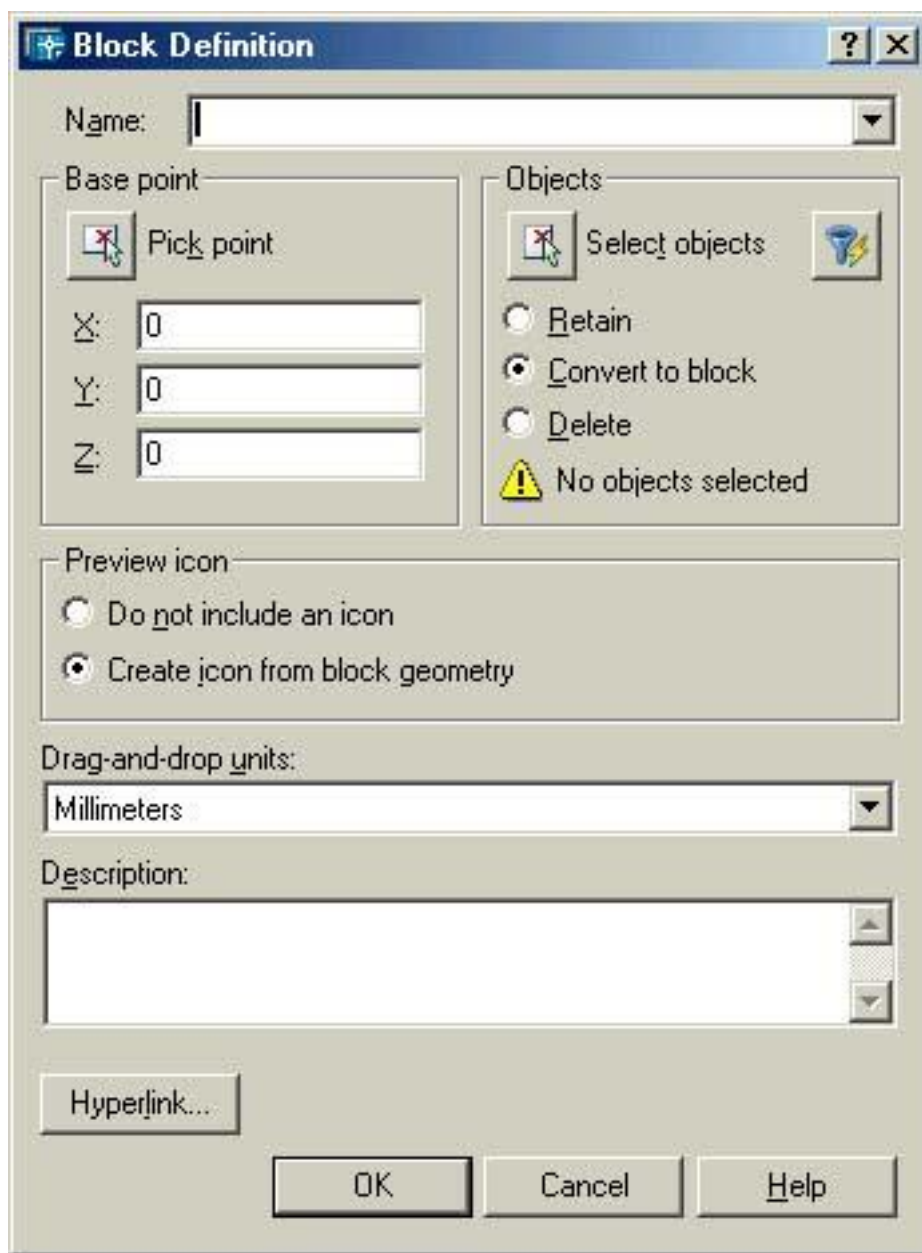 Block Definition
Name:
Base point
Pick point
X: 0
Y: 0
Z: 0
Objects
Select objects
Retain
Convert to block
Delete
No objects selected
Preview icon
Do not include an icon
Create icon from block geometry
Drag-and-drop units:
Millimeters
Description:
Hyperlink...
OK Cancel Help